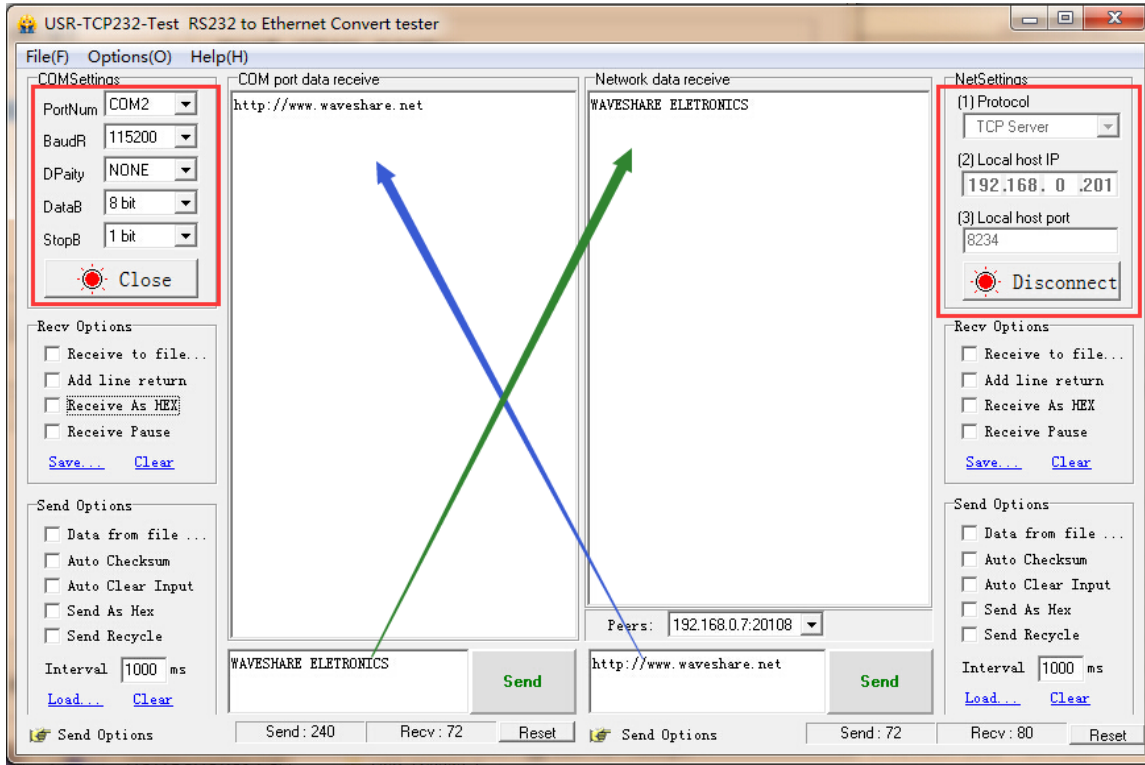 USR-TCP232-Test RS232 to Ethernet Convert tester
File(F) Options(O) Help(H)
COMSettings
PortNum COM2
BaudR 115200
DPaity NONE
DataB 8 bit
StopB 1 bit
Close
Recv Options
Receive to file...
Add line return
Receive As HEX
Receive Pause
Save... Clear
Send Options
Data from file ...
Auto Checksum
Auto Clear Input
Send As Hex
Send Recycle
Interval 1000 ms
Load... Clear
Send Options
COM port data receive
http://www.waveshare.net
WAVESHARE ELETRONICS
Send
Send : 240 Recv : 72 Reset
Network data receive
WAVESHARE ELETRONICS
Peers: 192.168.0.7:20108
http://www.waveshare.net
Send
Send Options
Send : 72 Recv : 80 Reset
NetSettings
(1) Protocol
TCP Server
(2) Local host IP
192.168. 0 .201
(3) Local host port
8234
Disconnect
Recv Options
Receive to file...
Add line return
Receive As HEX
Receive Pause
Save... Clear
Send Options
Data from file ...
Auto Checksum
Auto Clear Input
Send As Hex
Send Recycle
Interval 1000 ms
Load... Clear